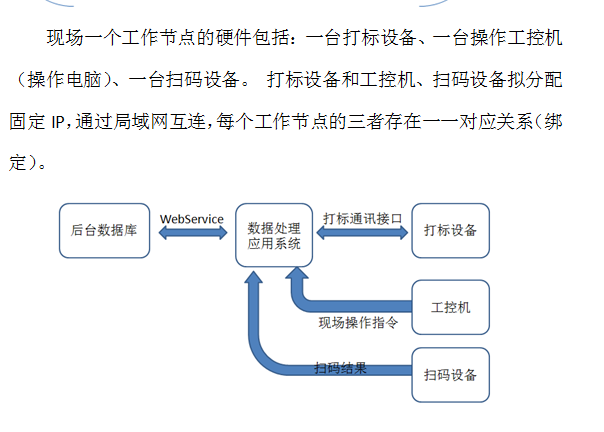 现场一个工作节点的硬件包括：一台打标设备、一台操作工控机
（操作电脑）、一台扫码设备。 打标设备和工控机、扫码设备拟分配
固定 IP，通过局域网互连，每个工作节点的三者存在一一对应关系（绑
定）。
后台数据库
WebService
数据处理
应用系统
打标通讯接口
打标设备
工控机
现场操作指令
扫码结果
扫码设备